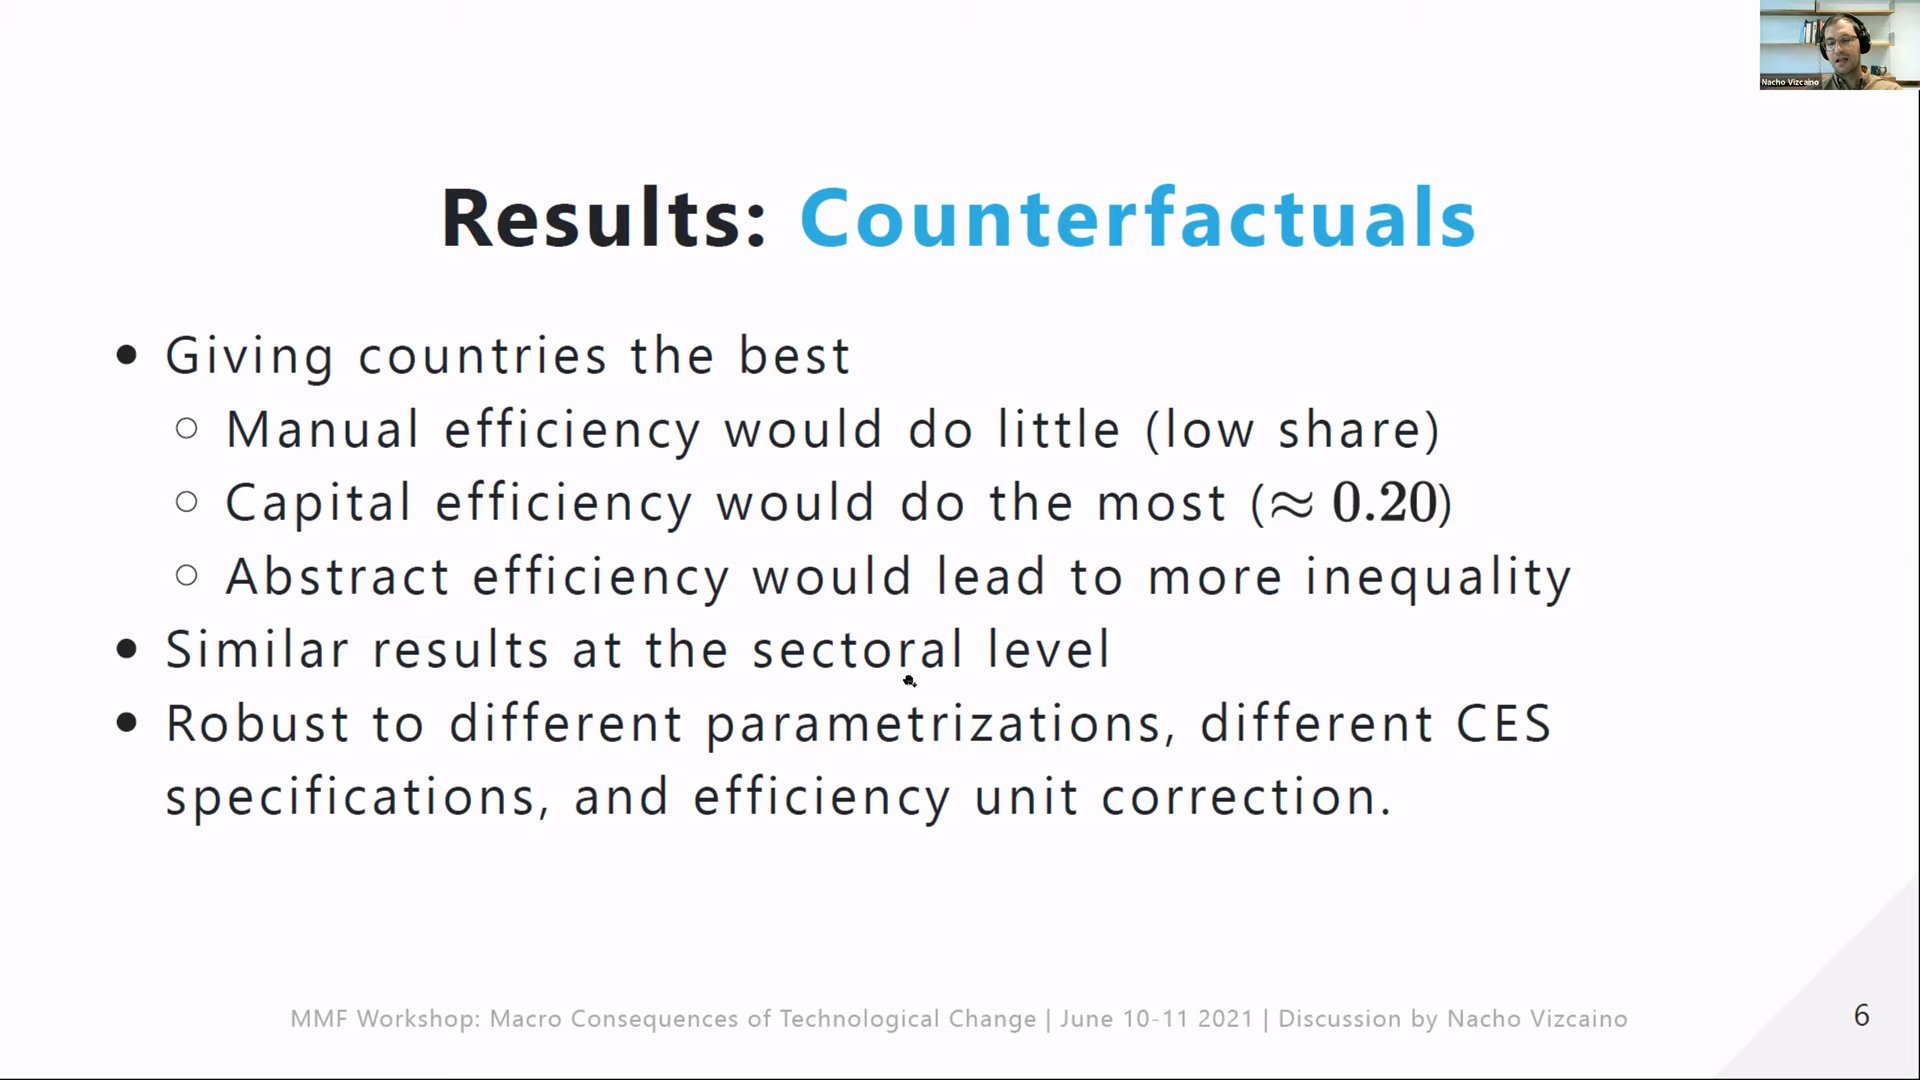 Nacho Vizcaino
Results: Counterfactuals
• Giving countries the best
○ Manual efficiency would do little (low share)
○ Capital efficiency would do the most (≈ 0.20)
○ Abstract efficiency would lead to more inequality
• Similar results at the sectoral level
• Robust to different parametrizations, different CES
specifications, and efficiency unit correction.
MMF Workshop: Macro Consequences of Technological Change | June 10-11 2021 | Discussion by Nacho Vizcaino
6